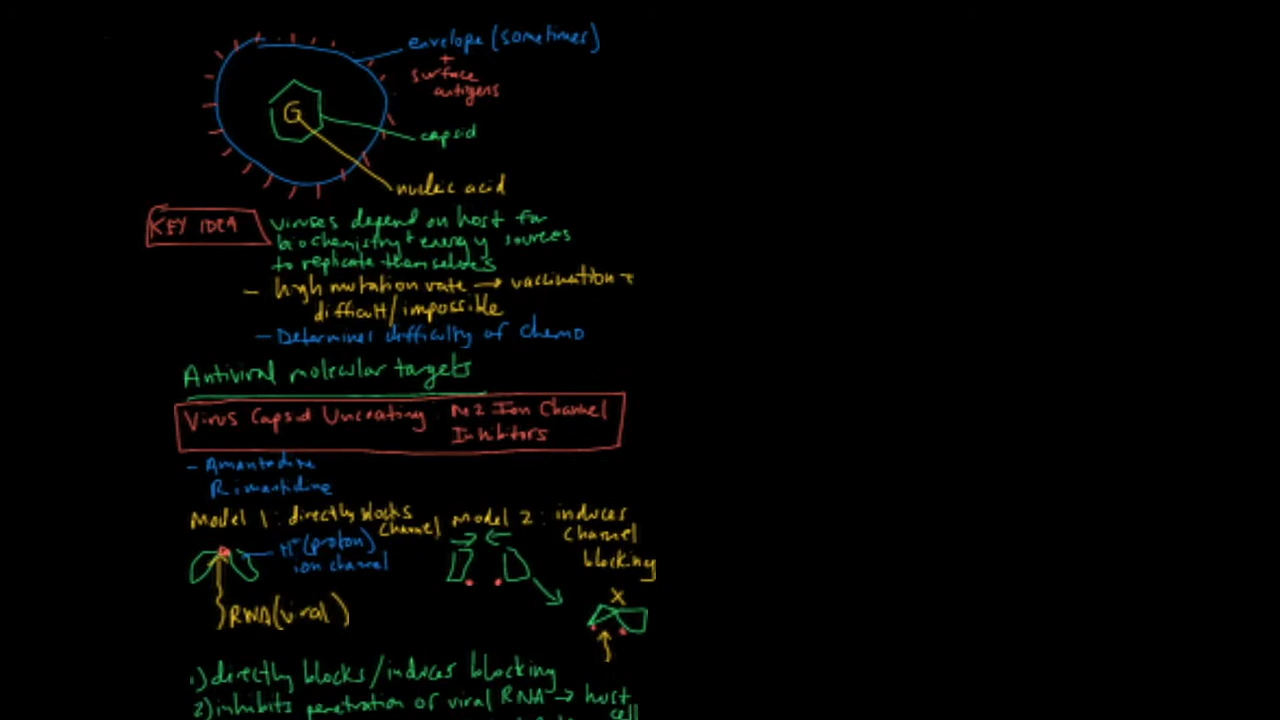 envelope (sometimes)
+
surface
antigens
G
capsid
nucleic acid
KEY IDEA
viruses depend on host for
biochemistry + energy sources
to replicate themselves
- high mutation rate → vaccination
difficult/impossible
- Determines difficulty of chemo
Antiviral molecular targets
Virus Capsid Uncoating: M2 Ion Channel
Inhibitors
- Amantadine
Rimantidine
Model 1: directly blocks
channel
H+ (proton)
ion channel
RNA (viral)
Model 2: induces
channel
blocking
X
1) directly blocks/induces blocking
2) inhibits penetration of viral RNA → host
cell